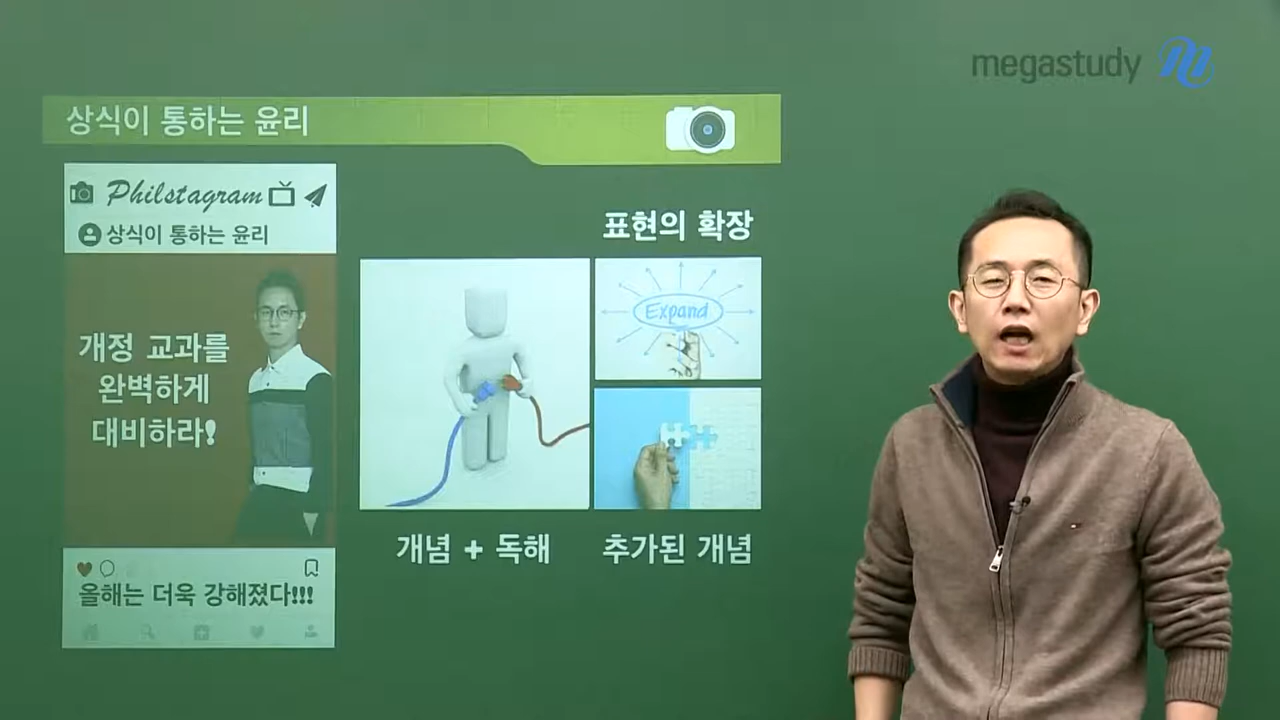 megastudy
상식이 통하는 윤리
Philstagram
상식이 통하는 윤리
개정 교과를
완벽하게
대비하라!
올해는 더욱 강해졌다!!!
표현의 확장
Expand
개념 + 독해
추가된 개념